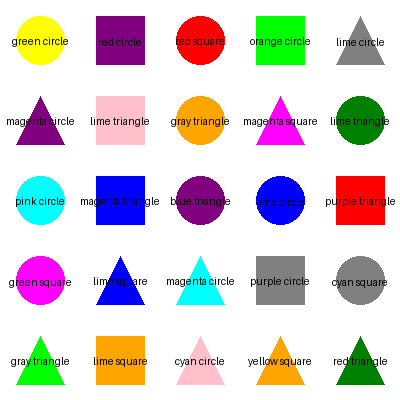 green circle
red circle
red square
orange circle
lime circle
magenta circle
lime triangle
gray triangle
magenta square
lime triangle
pink circle
magenta triangle
blue triangle
lime circle
purple triangle
green square
lime square
magenta circle
purple circle
cyan square
gray triangle
lime square
cyan circle
yellow square
red triangle